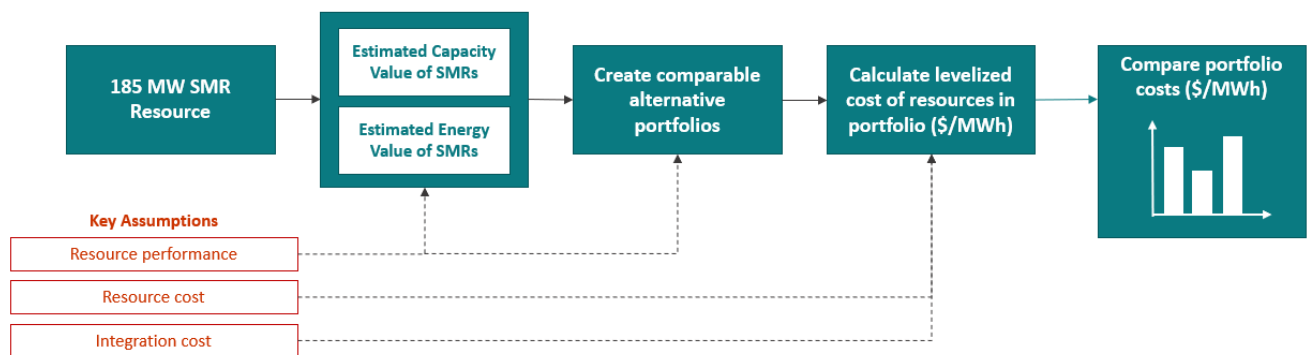 185 MW SMR
Resource
Estimated Capacity
Value of SMRs
Estimated Energy
Value of SMRs
Create comparable
alternative
portfolios
Calculate levelized
cost of resources in
portfolio ($/MWh)
Compare portfolio
costs ($/MWh)
Key Assumptions
Resource performance
Resource cost
Integration cost